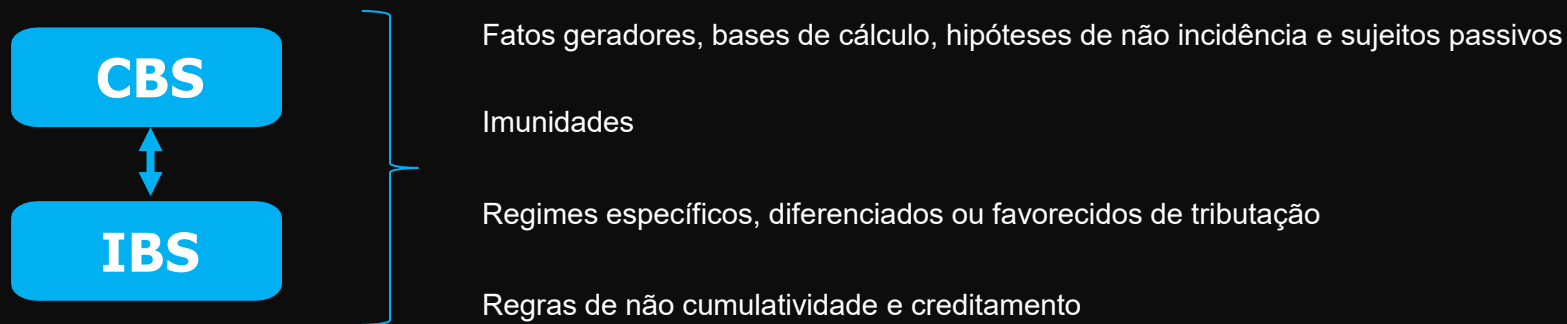 CBS
IBS
Fatos geradores, bases de cálculo, hipóteses de não incidência e sujeitos passivos
Imunidades
Regimes específicos, diferenciados ou favorecidos de tributação
Regras de não cumulatividade e creditamento